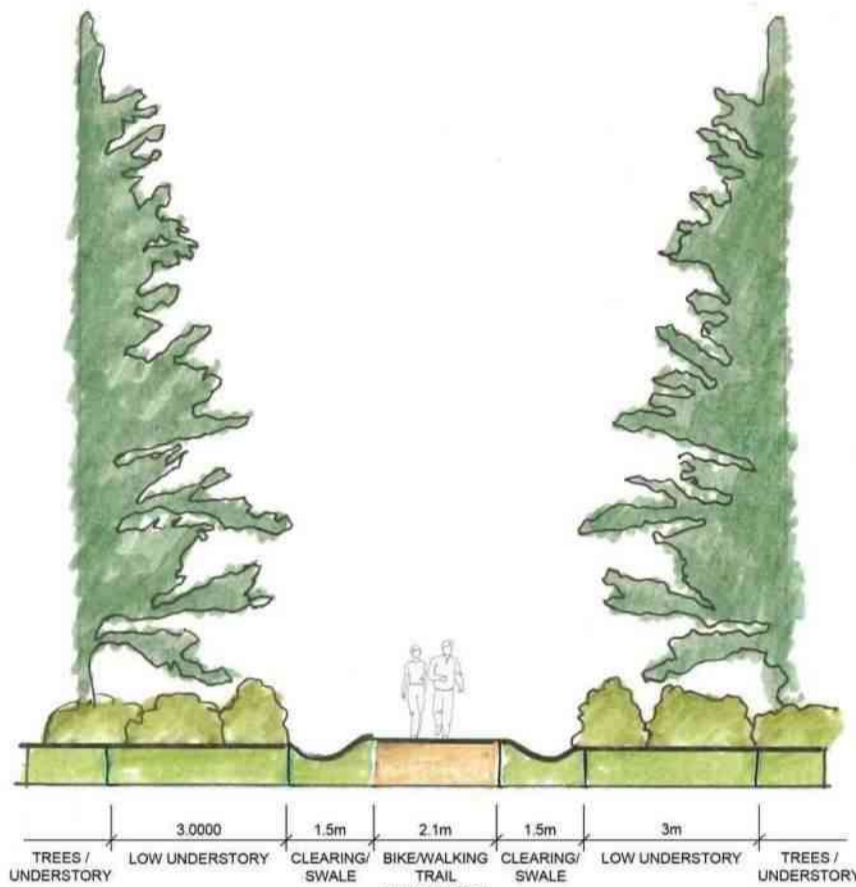 3.0000 1.5m 2.1m 1.5m 3m
TREES / LOW UNDERSTORY CLEARING/ BIKE/WALKING CLEARING/ LOW UNDERSTORY TREES /
UNDERSTORY SWALE TRAIL SWALE UNDERSTORY